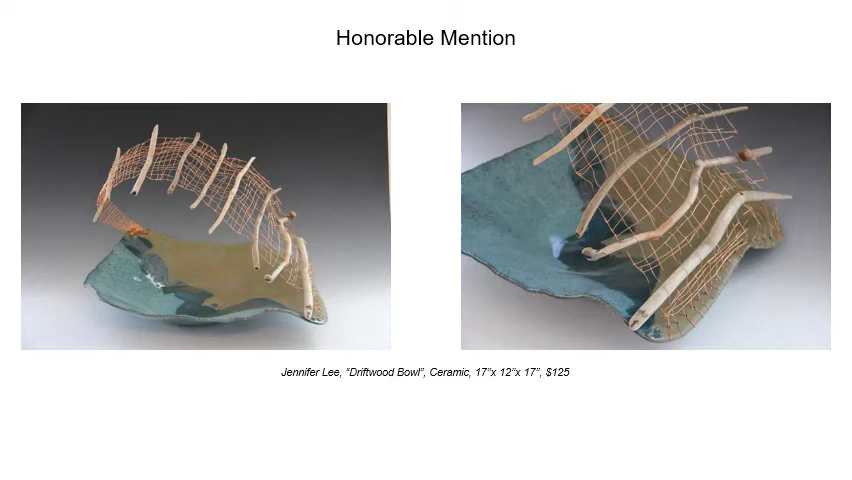 Honorable Mention
Jennifer Lee, “Driftwood Bowl”, Ceramic, 17”x 12”x 17”, $125